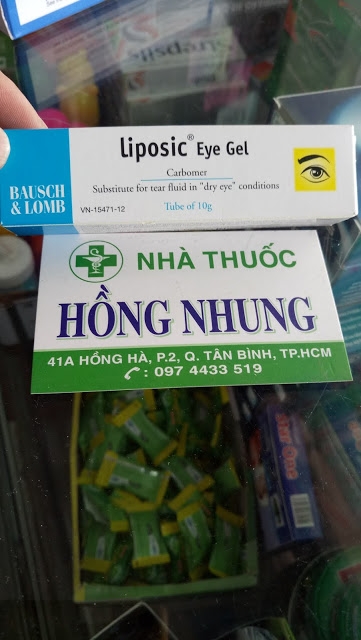 Strepsils
liposic® Eye Gel
Carbomer
Substitute for tear fluid in "dry eye" conditions
BAUSCH
& LOMB
VN-15471-12
Tube of 10g
NHÀ THUỐC
HỒNG NHUNG
41A HỒNG HÀ, P.2, Q. TÂN BÌNH, TP.HCM
: 097 4433 519